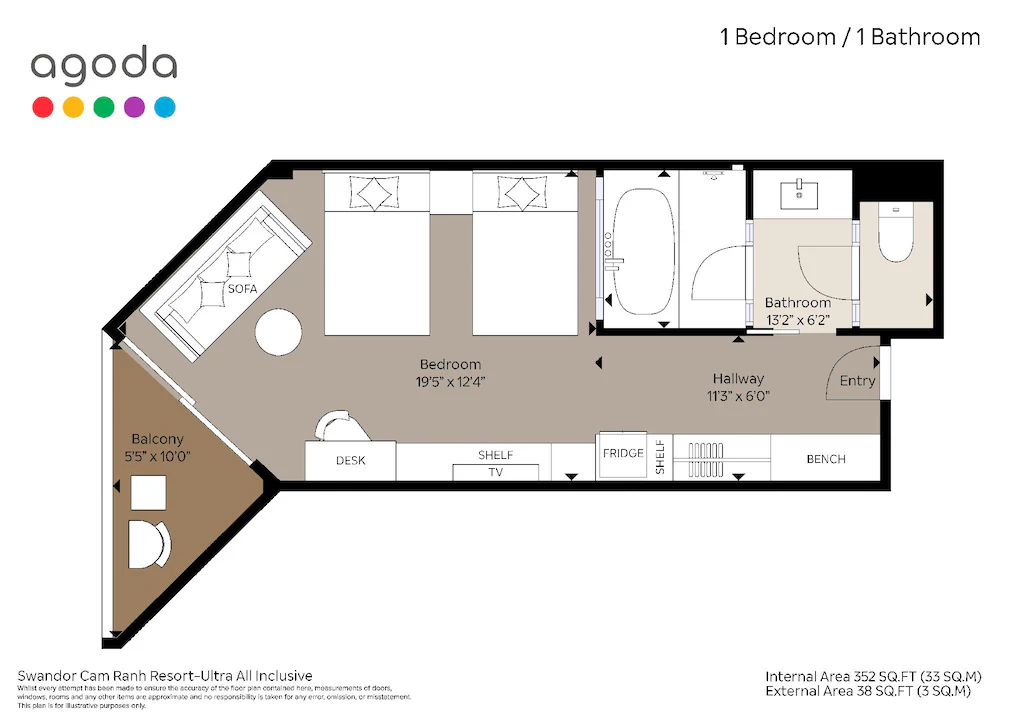 1 Bedroom / 1 Bathroom
agoda
SOFA
Bathroom
13'2" x 6'2"
Bedroom
19'5" x 12'4"
Hallway
11'3" x 6'0"
Entry
Balcony
5'5" x 10'0"
DESK
SHELF
TV
FRIDGE
SHELF
BENCH
Swandor Cam Ranh Resort-Ultra All Inclusive
Whilst every attempt has been made to ensure the accuracy of the floor plan contained here, measurements of doors,
windows, rooms and any other items are approximate and no responsibility is taken for any error, omission, or misstatement.
This plan is for illustrative purposes only.
Internal Area 352 SQ.FT (33 SQ.M)
External Area 38 SQ.FT (3 SQ.M)